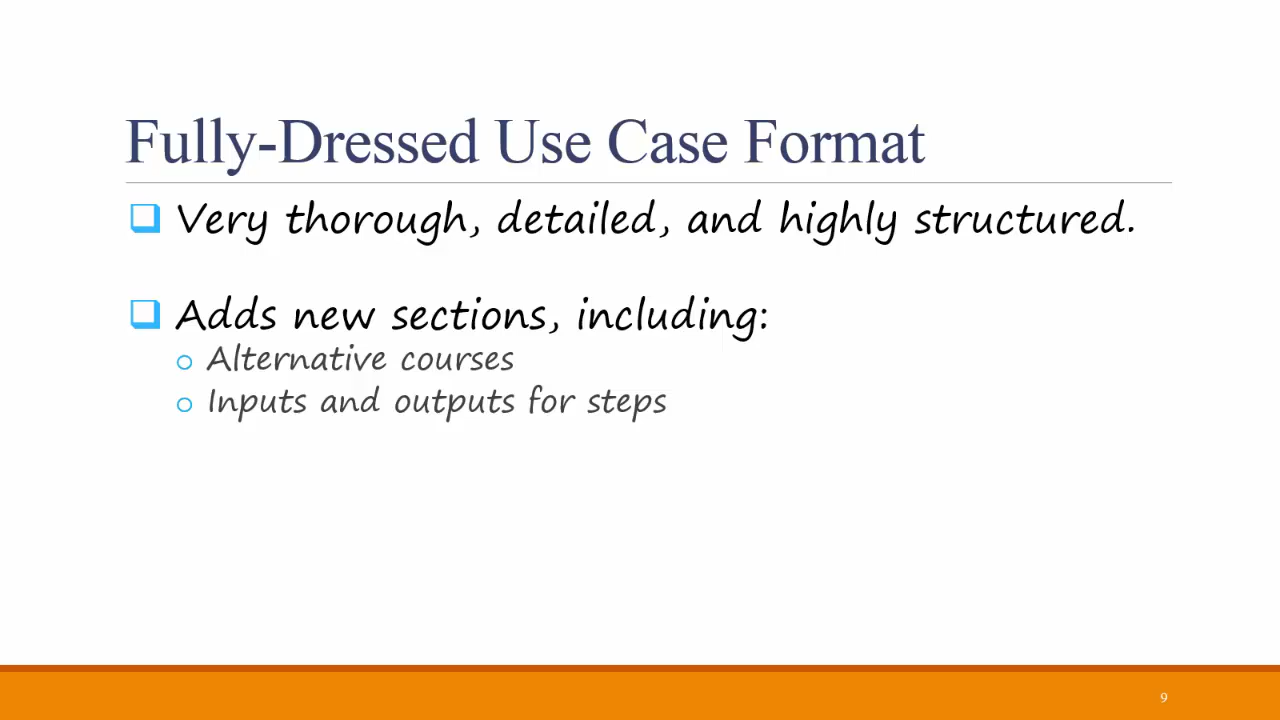 Fully-Dressed Use Case Format
Very thorough, detailed, and highly structured.
Adds new sections, including:
Alternative courses
Inputs and outputs for steps
9